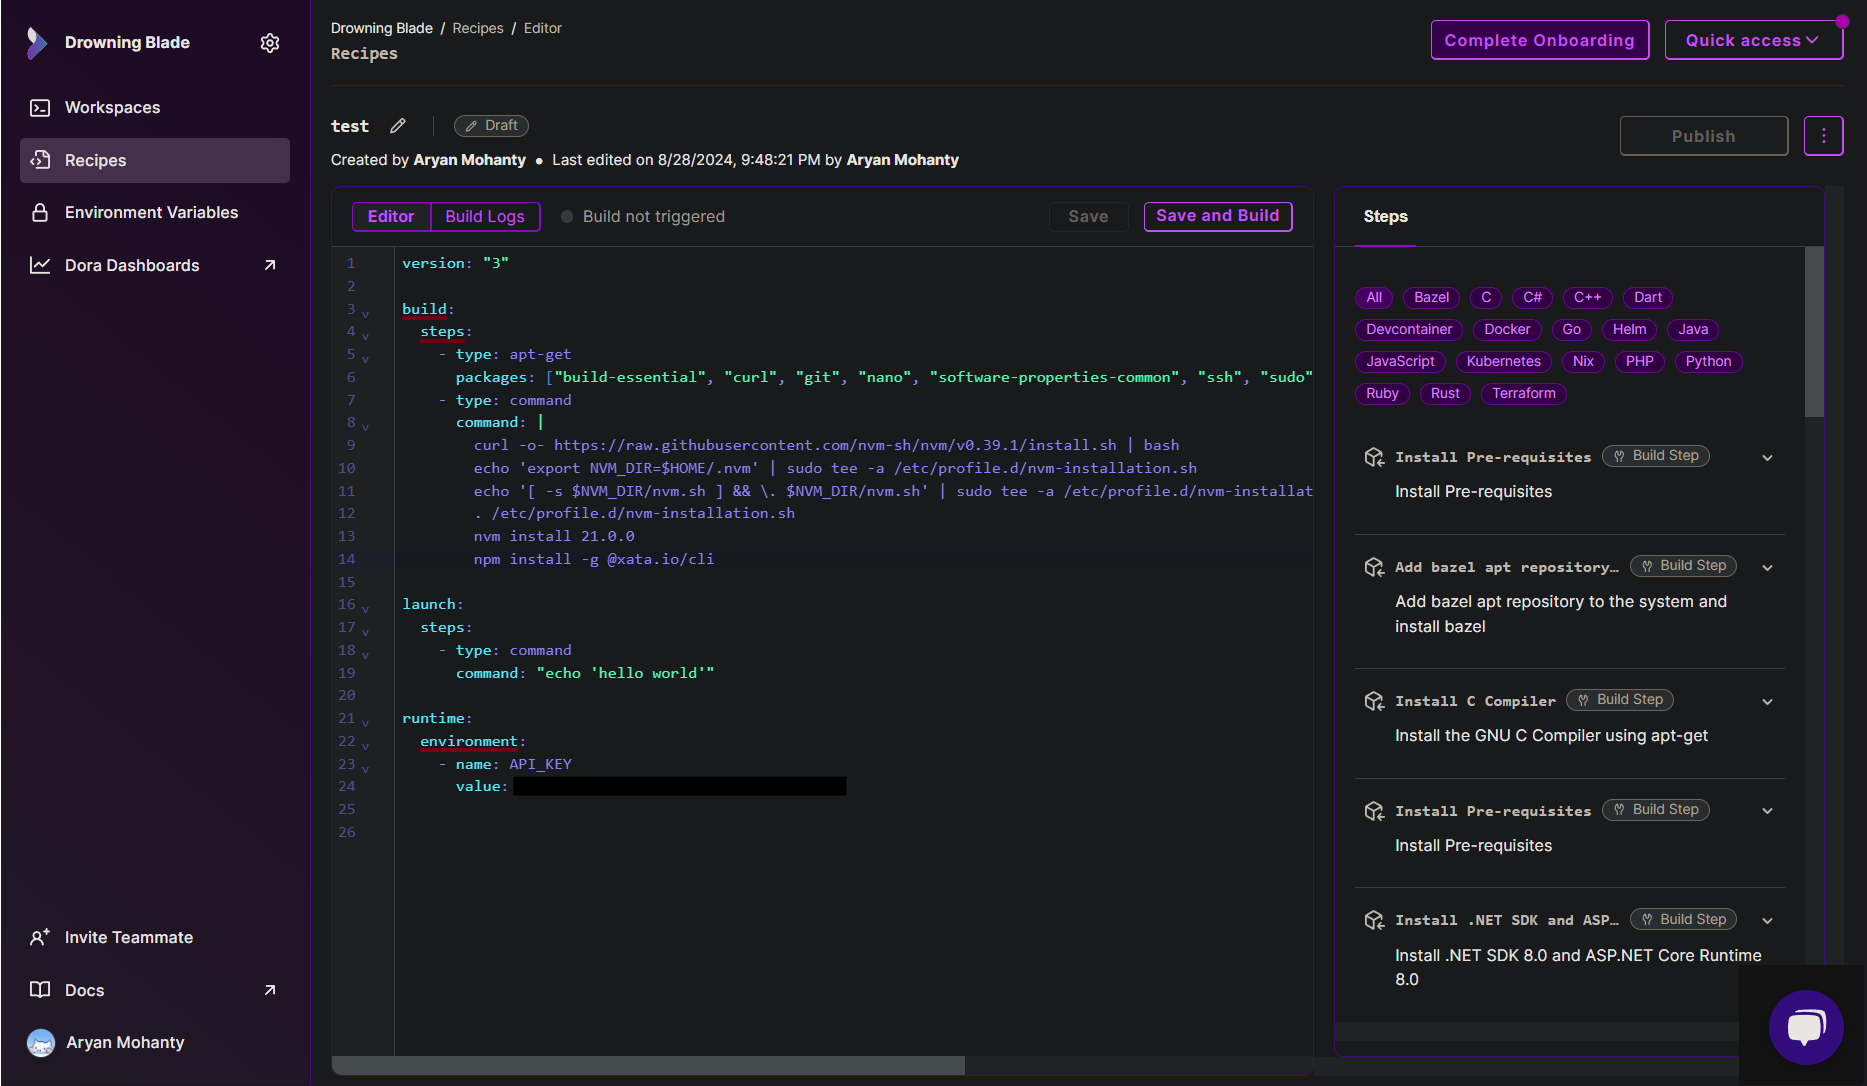 Drowning Blade
Workspaces
Recipes
Environment Variables
Dora Dashboards
Invite Teammate
Docs
Aryan Mohanty
Drowning Blade / Recipes / Editor
Recipes
Complete Onboarding
Quick access
test
Draft
Created by Aryan Mohanty ● Last edited on 8/28/2024, 9:48:21 PM by Aryan Mohanty
Publish
Editor
Build Logs
Build not triggered
Save
Save and Build
1 version: "3"
2
3 build:
4 steps:
5 - type: apt-get
6 packages: ["build-essential", "curl", "git", "nano", "software-properties-common", "ssh", "sudo"
7 - type: command
8 command: |
9 curl -o- https://raw.githubusercontent.com/nvm-sh/nvm/v0.39.1/install.sh | bash
10 echo 'export NVM_DIR=$HOME/.nvm' | sudo tee -a /etc/profile.d/nvm-installation.sh
11 echo '[ -s $NVM_DIR/nvm.sh ] && \. $NVM_DIR/nvm.sh' | sudo tee -a /etc/profile.d/nvm-installat
12 . /etc/profile.d/nvm-installation.sh
13 nvm install 21.0.0
14 npm install -g @xata.io/cli
15
16 launch:
17 steps:
18 - type: command
19 command: "echo 'hello world'"
20
21 runtime:
22 environment:
23 - name: API_KEY
24 value:
25
26
Steps
All Bazel C C# C++ Dart
Devcontainer Docker Go Helm Java
JavaScript Kubernetes Nix PHP Python
Ruby Rust Terraform
Install Pre-requisites Build Step
Install Pre-requisites
Add bazel apt repository… Build Step
Add bazel apt repository to the system and
install bazel
Install C Compiler Build Step
Install the GNU C Compiler using apt-get
Install Pre-requisites Build Step
Install Pre-requisites
Install .NET SDK and ASP… Build Step
Install .NET SDK 8.0 and ASP.NET Core Runtime
8.0